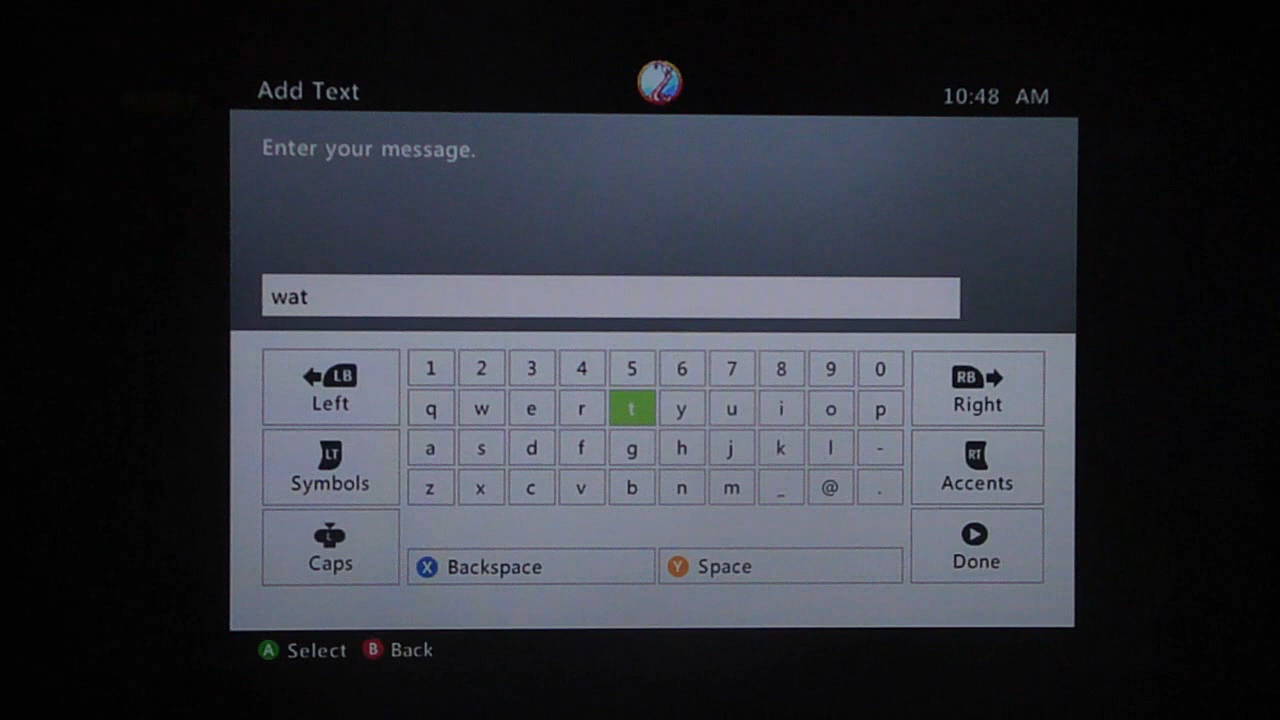 Add Text
10:48 AM
Enter your message.
wat
LB
Left
1 2 3 4 5 6 7 8 9 0
RB
Right
q w e r t y u i o p
LT
Symbols
a s d f g h j k l -
RT
Accents
z x c v b n m _ @ .
L
Caps
X Backspace
Y Space
Done
A Select B Back